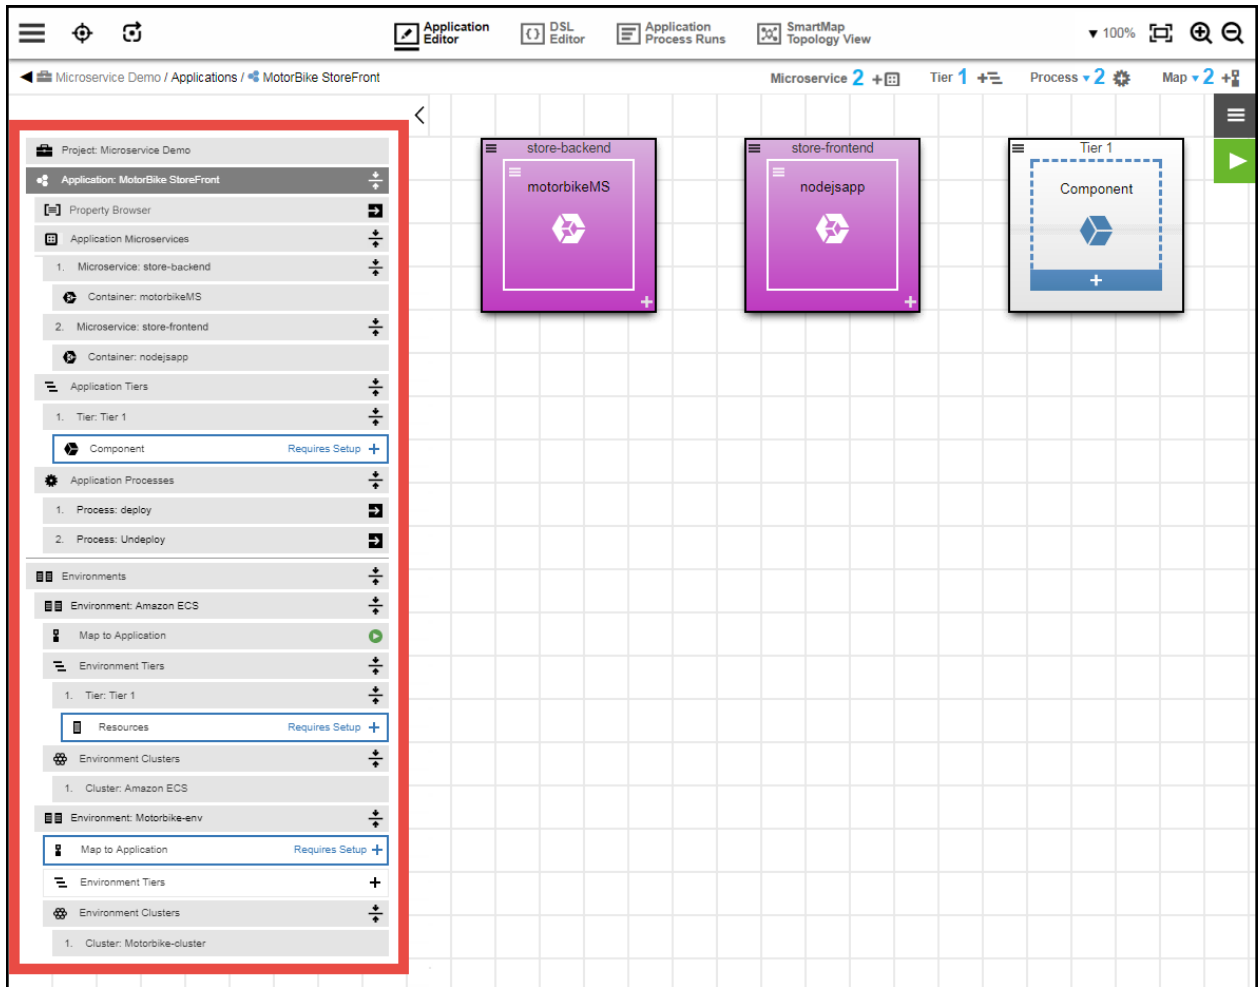 Application
Editor
DSL
Editor
Application
Process Runs
SmartMap
Topology View
100%
Microservice Demo / Applications / MotorBike StoreFront
Microservice 2
Tier 1
Process 2
Map 2
Project: Microservice Demo
Application: MotorBike StoreFront
Property Browser
Application Microservices
1. Microservice: store-backend
Container: motorbikeMS
2. Microservice: store-frontend
Container: nodejsapp
Application Tiers
1. Tier: Tier 1
Component Requires Setup
Application Processes
1. Process: deploy
2. Process: Undeploy
Environments
Environment: Amazon ECS
Map to Application
Environment Tiers
1. Tier: Tier 1
Resources Requires Setup
Environment Clusters
1. Cluster: Amazon ECS
Environment: Motorbike-env
Map to Application Requires Setup
Environment Tiers
Environment Clusters
1. Cluster: Motorbike-cluster
store-backend
motorbikeMS
store-frontend
nodejsapp
Tier 1
Component